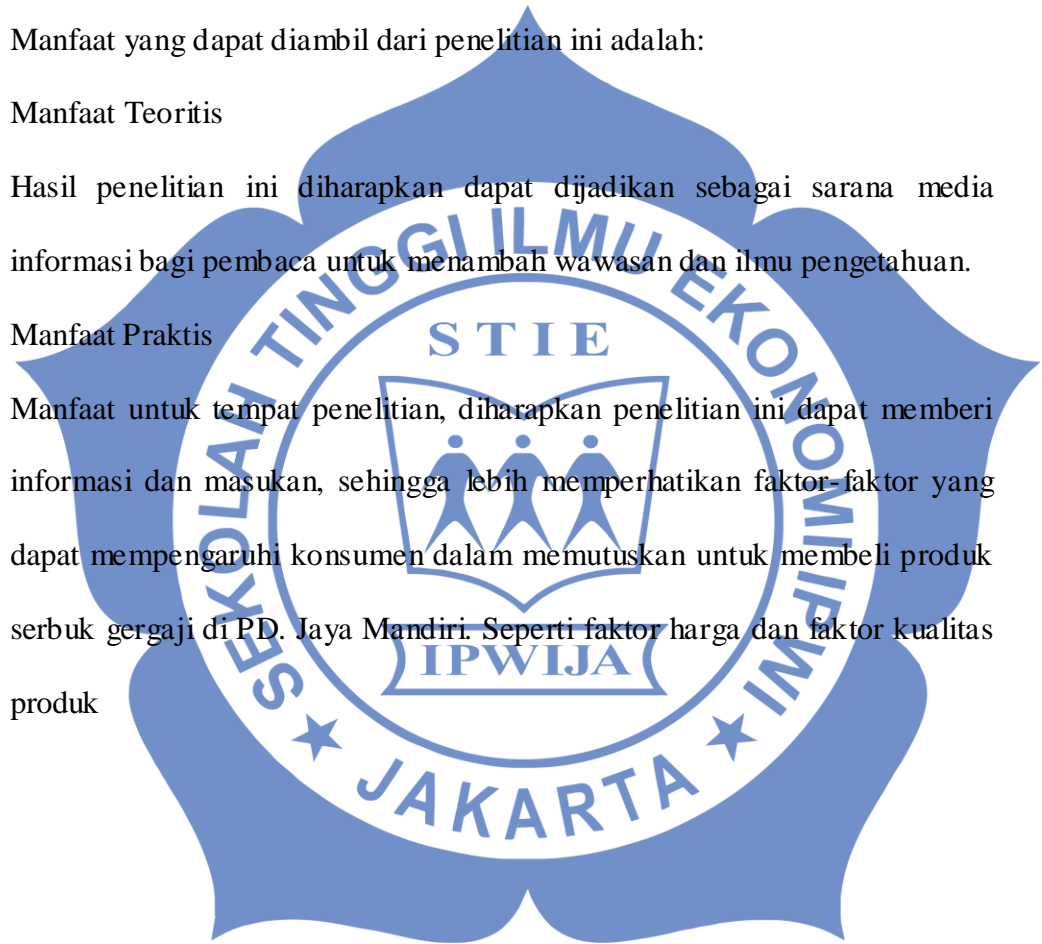 Manfaat yang dapat diambil dari penelitian ini adalah:
Manfaat Teoritis
Hasil penelitian ini diharapkan dapat dijadikan sebagai sarana media
informasi bagi pembaca untuk menambah wawasan dan ilmu pengetahuan.
Manfaat Praktis
Manfaat untuk tempat penelitian, diharapkan penelitian ini dapat memberi
informasi dan masukan, sehingga lebih memperhatikan faktor-faktor yang
dapat mempengaruhi konsumen dalam memutuskan untuk membeli produk
serbuk gergaji di PD. Jaya Mandiri. Seperti faktor harga dan faktor kualitas
produk
SEKOLAH TINGGI ILMU EKONOMI IPWI
STIE
IPWIJA
★ JAKARTA ★